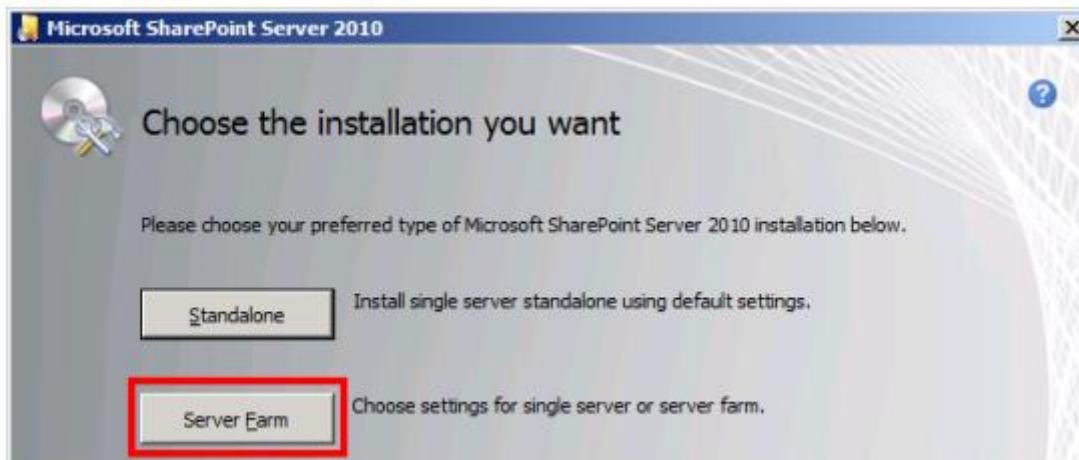 Microsoft SharePoint Server 2010
Choose the installation you want
Please choose your preferred type of Microsoft SharePoint Server 2010 installation below.
Standalone
Install single server standalone using default settings.
Server Farm
Choose settings for single server or server farm.